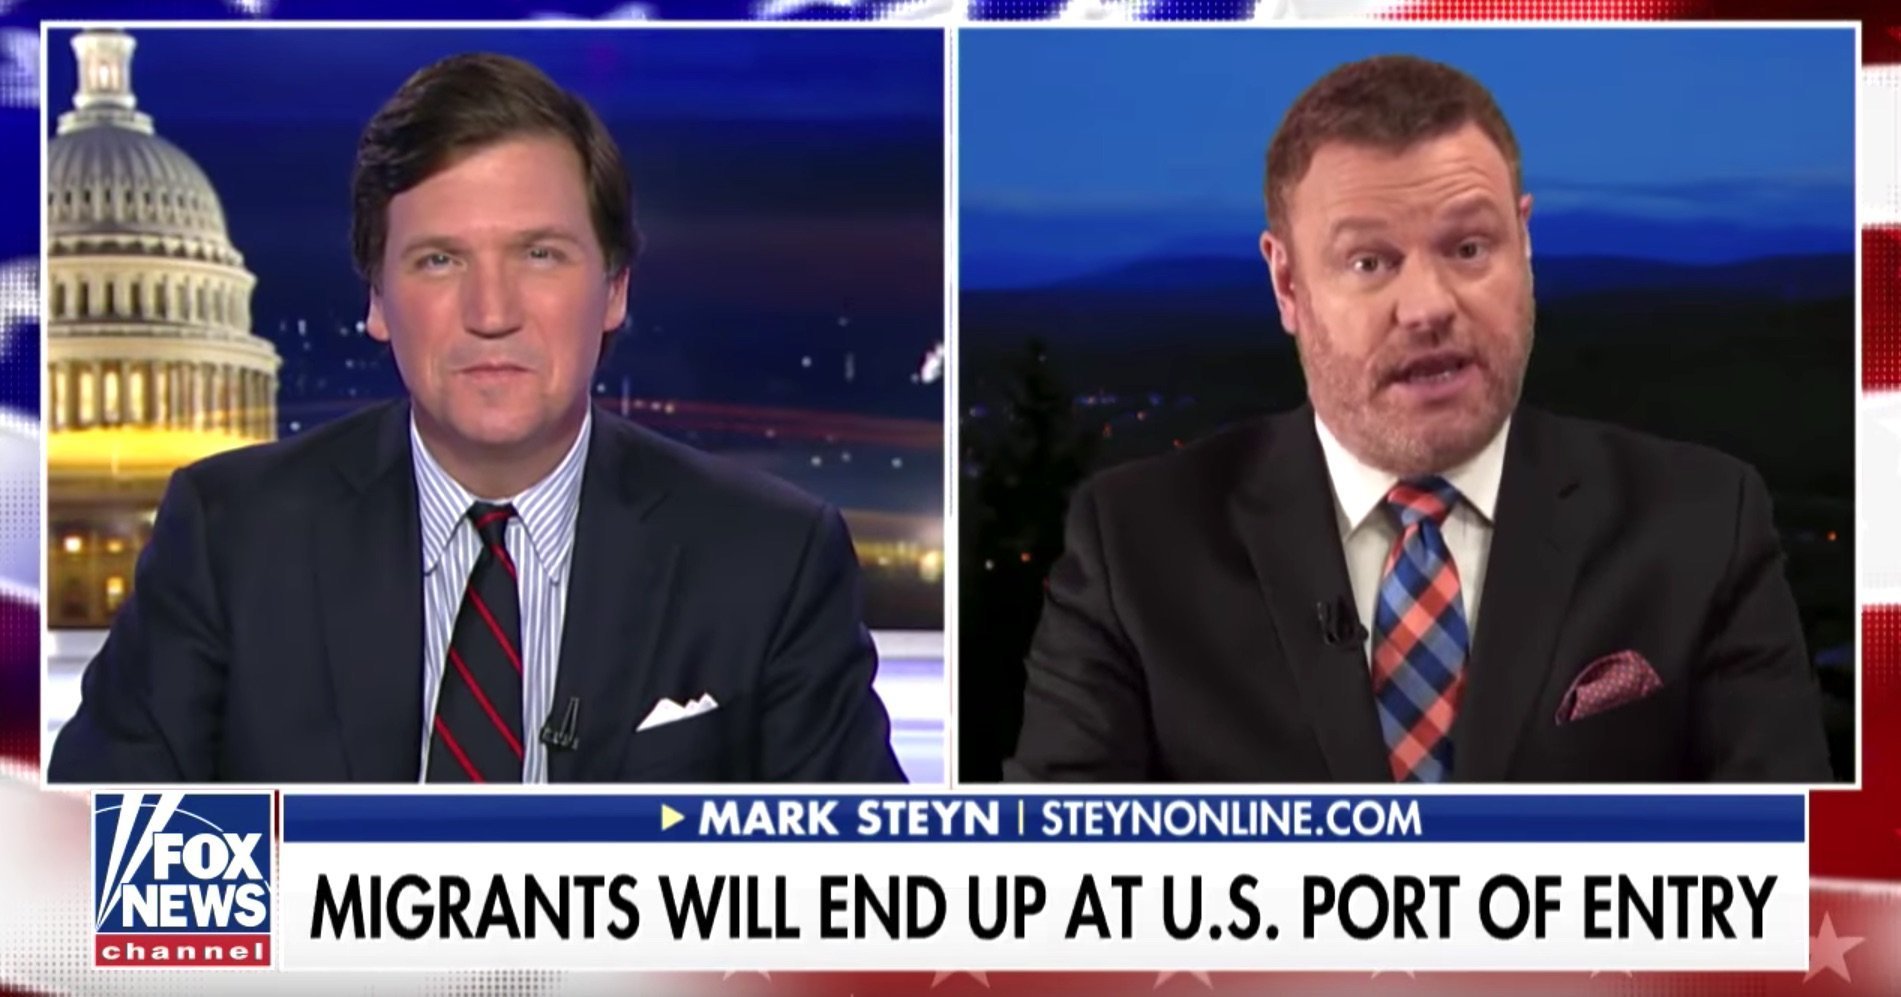 MARK STEYN | STEYNONLINE.COM
FOX
NEWS
channel
MIGRANTS WILL END UP AT U.S. PORT OF ENTRY